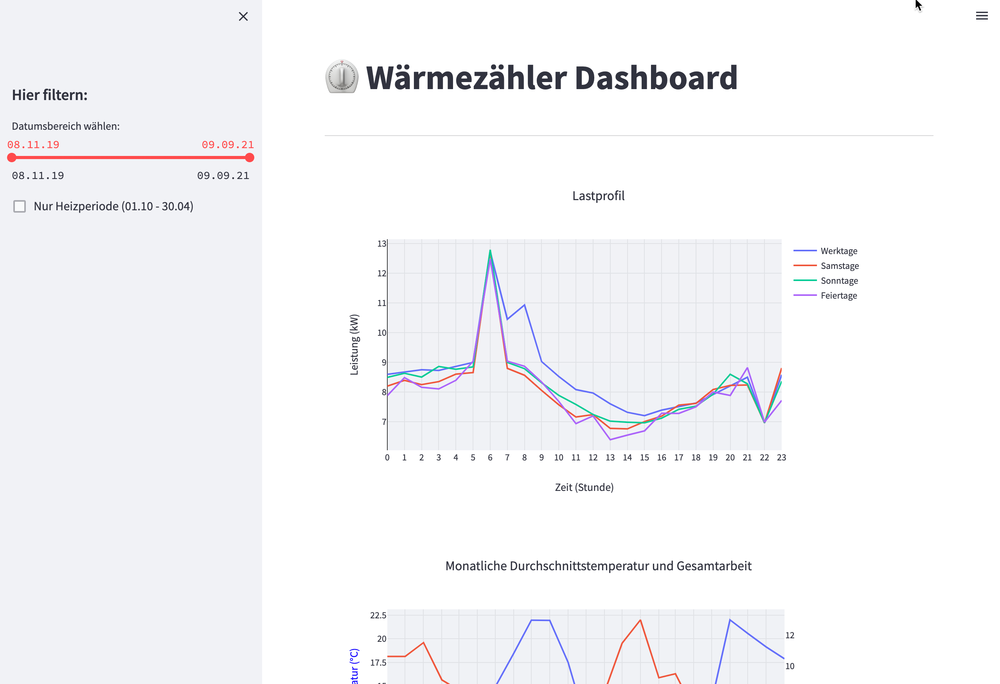 Hier filtern:
Datumsbereich wählen:
08.11.19 09.09.21
08.11.19 09.09.21
Nur Heizperiode (01.10 - 30.04)
Wärmezähler Dashboard
Lastprofil
13
12
11
10
9
8
7
Leistung (kW)
0 1 2 3 4 5 6 7 8 9 10 11 12 13 14 15 16 17 18 19 20 21 22 23
Zeit (Stunde)
Werktage
Samstage
Sonntage
Feiertage
Monatliche Durchschnittstemperatur und Gesamtarbeit
22.5
20
17.5
15
atur (°C)
12
10